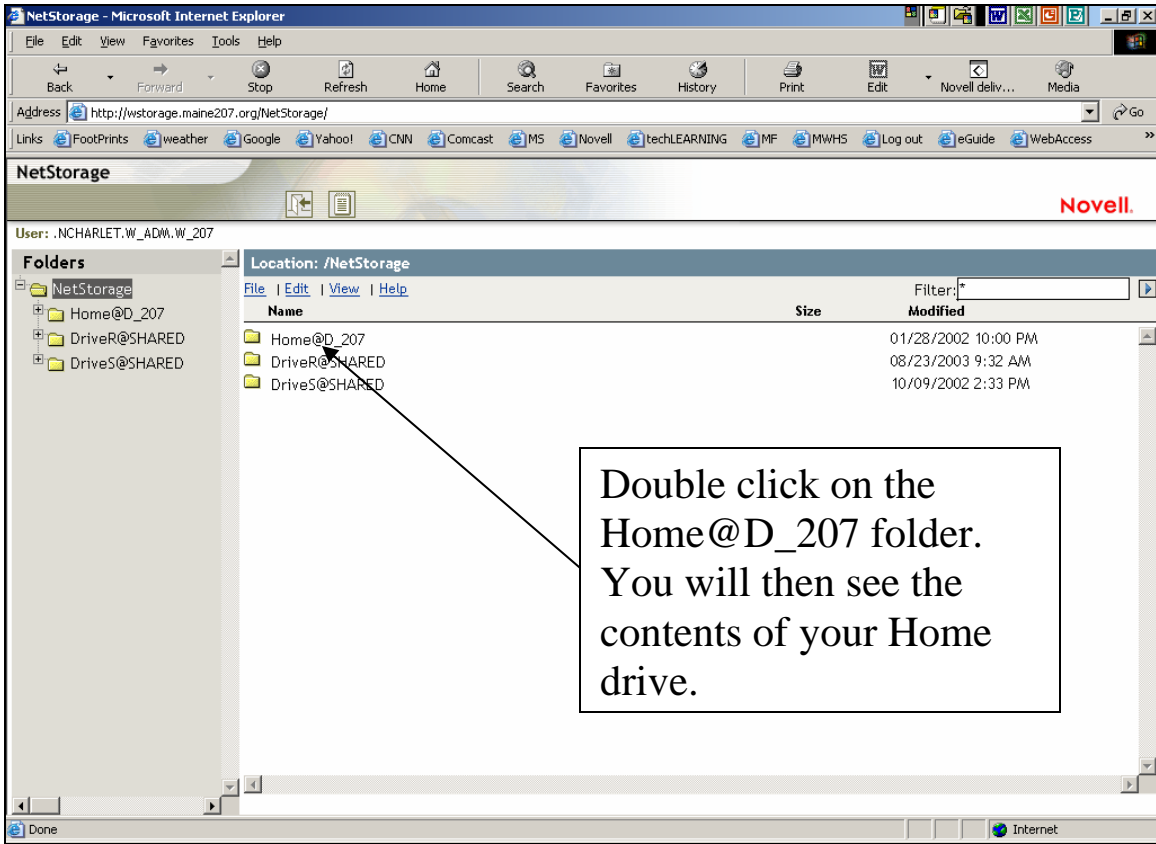 NetStorage - Microsoft Internet Explorer
File Edit View Favorites Tools Help
Back Forward Stop Refresh Home Search Favorites History Print Edit Novell deliv... Media
Address http://wstorage.maine207.org/NetStorage/ Go
Links FootPrints weather Google Yahoo! CNN Comcast MS Novell techLEARNING MF MWHS Log out eGuide WebAccess »
NetStorage
Novell.
User: .NCHARLET.W_ADM.W_207
Folders
NetStorage
Home@D_207
DriveR@SHARED
DriveS@SHARED
Location: /NetStorage
File | Edit | View | Help Filter: *
Name Size Modified
Home@D_207 01/28/2002 10:00 PM
DriveR@SHARED 08/23/2003 9:32 AM
DriveS@SHARED 10/09/2002 2:33 PM
Double click on the
Home@D_207 folder.
You will then see the
contents of your Home
drive.
Done Internet